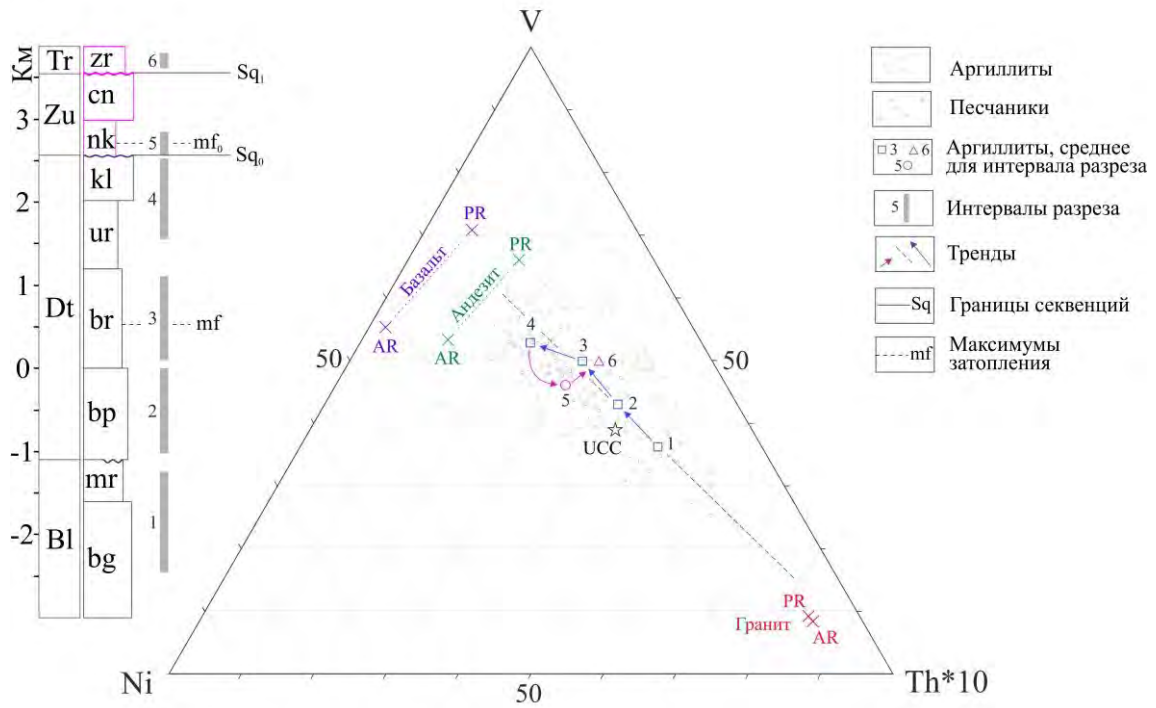 V
Км
Tr
zr
6
Sq₁
Zu
cn
3
nk
5
mf₀
Sq₀
kl
2
4
ur
1
Dt
br
3
mf
0
bp
2
-1
mr
-2
Bl
1
bg
PR
Базальт
AR
PR
Андезит
AR
50
50
4
3
6
5
2
UCC
1
PR
Гранит
AR
Ni
50
Th*10
Аргиллиты
Песчаники
3
6
5
Аргиллиты, среднее
для интервала разреза
5
Интервалы разреза
Тренды
Sq
Границы секвенций
mf
Максимумы
затопления